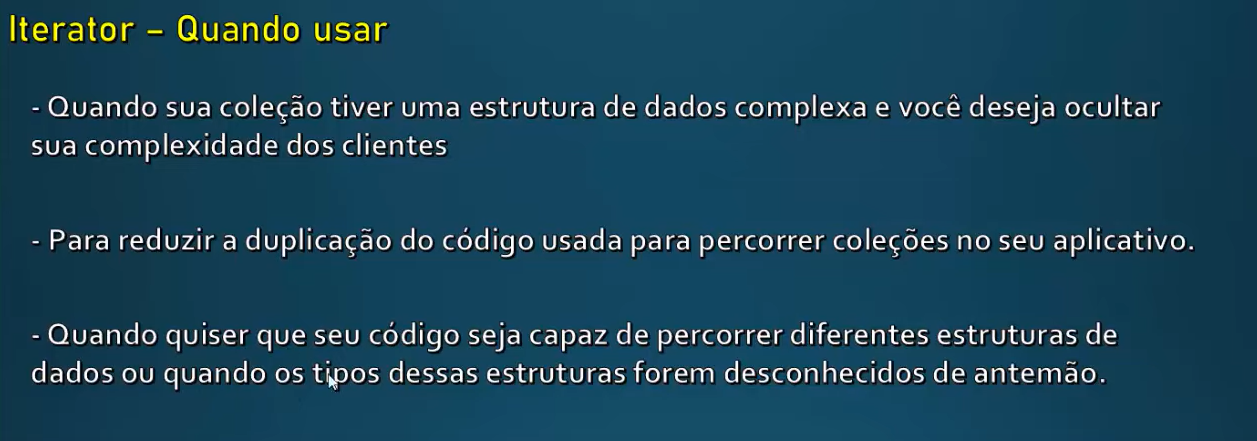 Iterator – Quando usar
- Quando sua coleção tiver uma estrutura de dados complexa e você deseja ocultar
sua complexidade dos clientes
- Para reduzir a duplicação do código usada para percorrer coleções no seu aplicativo.
- Quando quiser que seu código seja capaz de percorrer diferentes estruturas de
dados ou quando os tipos dessas estruturas forem desconhecidos de antemão.